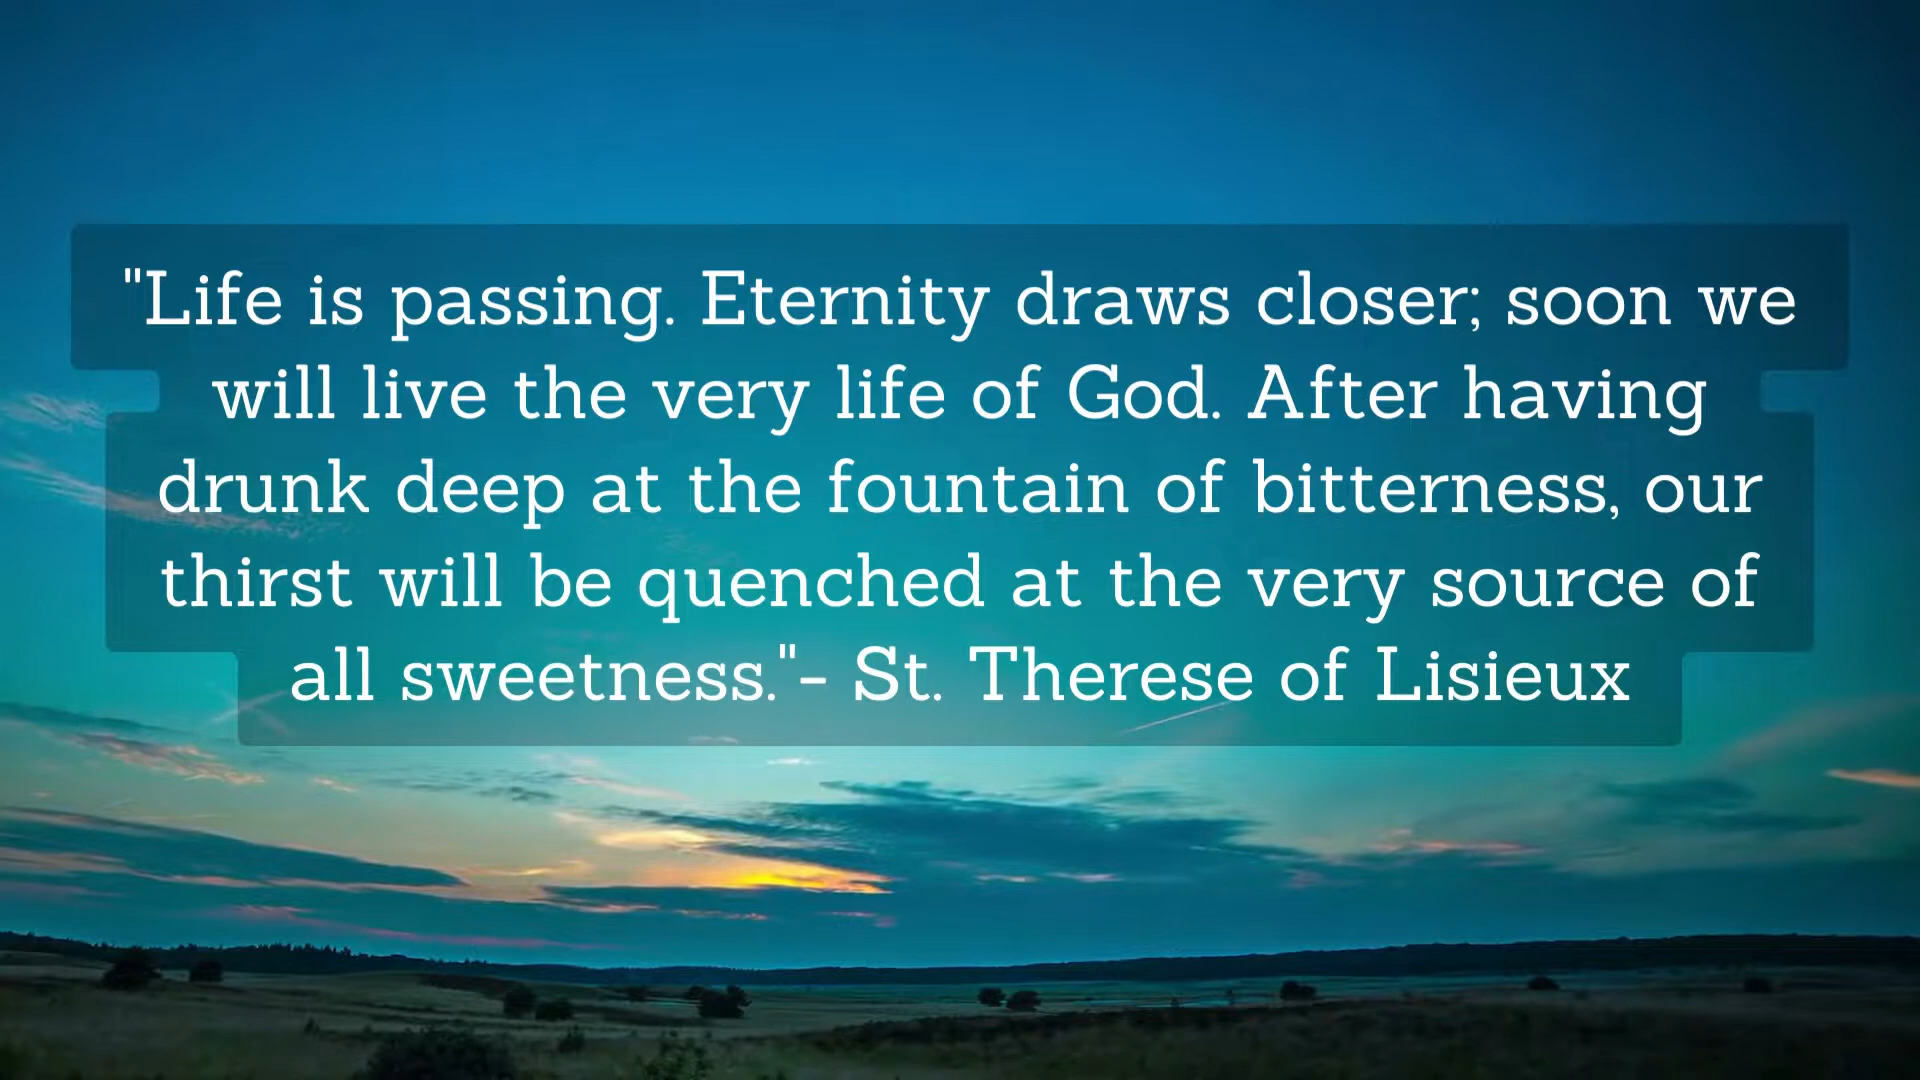 "Life is passing. Eternity draws closer; soon we
will live the very life of God. After having
drunk deep at the fountain of bitterness, our
thirst will be quenched at the very source of
all sweetness."- St. Therese of Lisieux